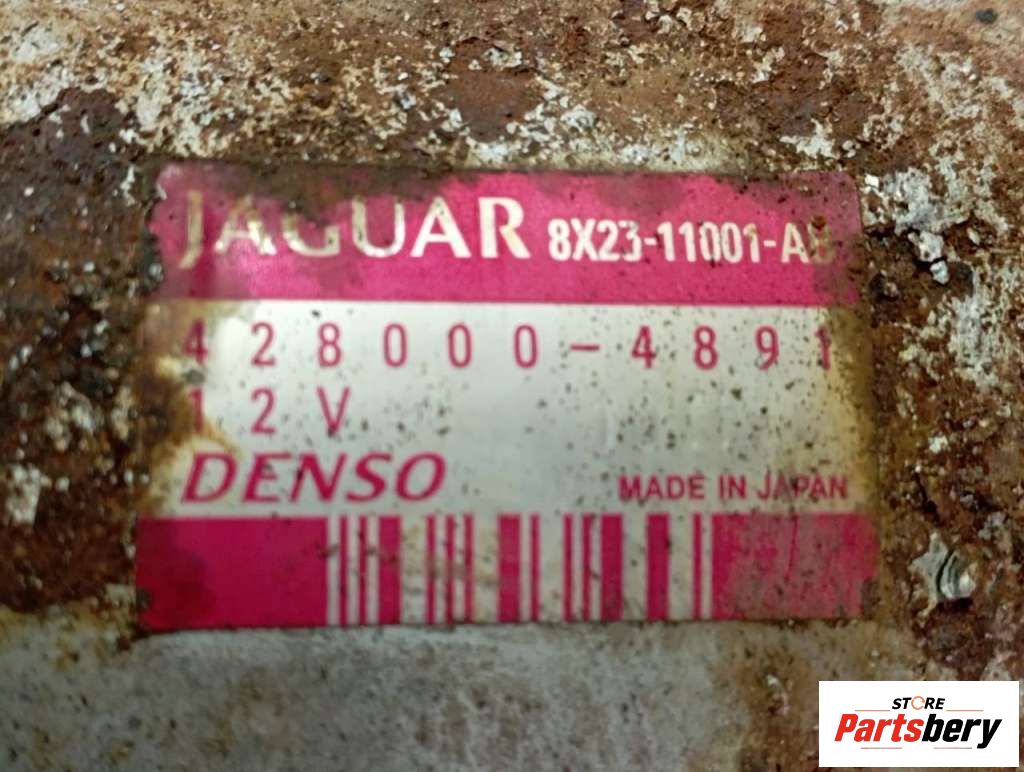 JAGUAR 8X23-11001-AB
428000-4891
12V
DENSO MADE IN JAPAN
STORE
Partsbery